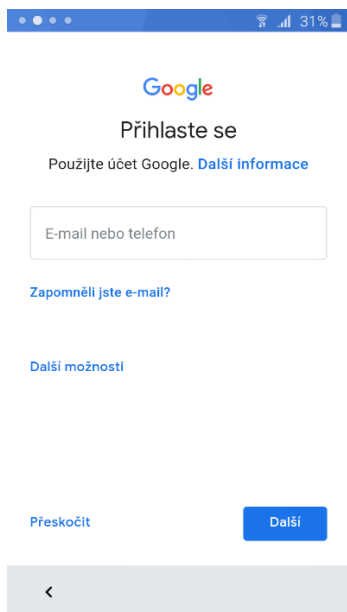 31%
Google
Přihlaste se
Použijte účet Google. Další informace
E-mail nebo telefon
Zapomněli jste e-mail?
Další možnosti
Přeskočit
Další